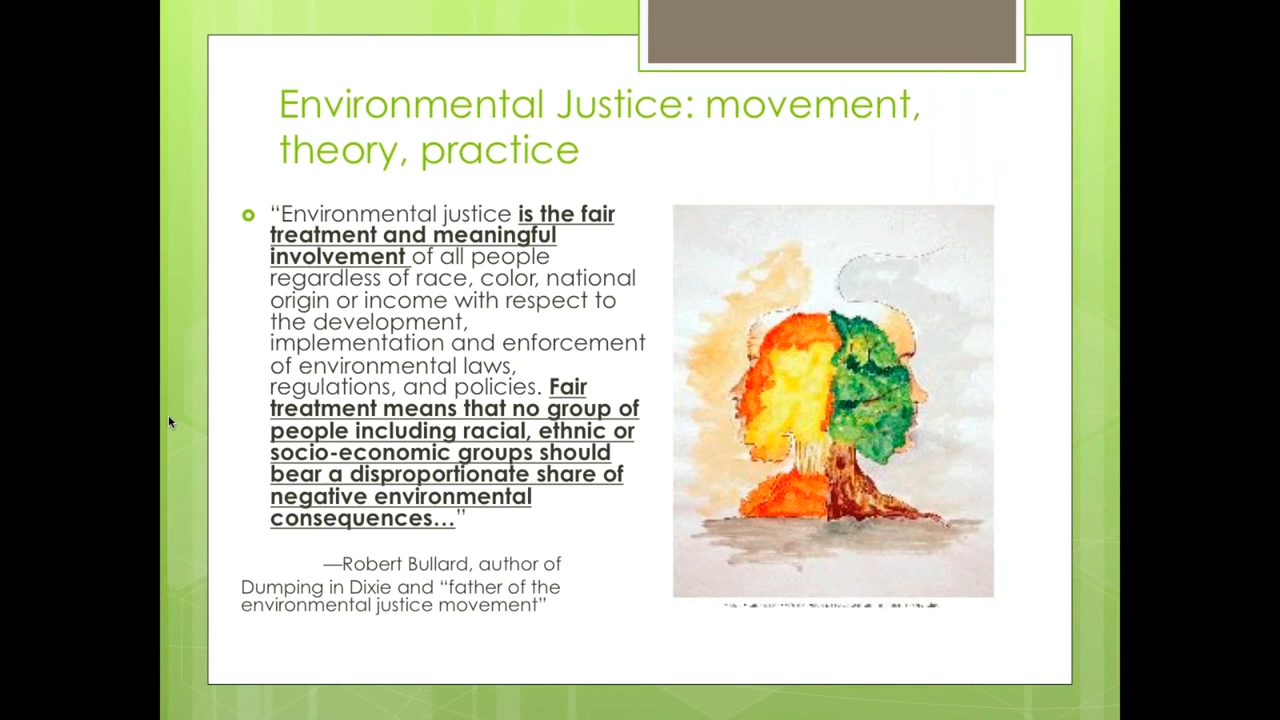 Environmental Justice: movement,
theory, practice
“Environmental justice is the fair
treatment and meaningful
involvement of all people
regardless of race, color, national
origin or income with respect to
the development,
implementation and enforcement
of environmental laws,
regulations, and policies. Fair
treatment means that no group of
people including racial, ethnic or
socio-economic groups should
bear a disproportionate share of
negative environmental
consequences…”
—Robert Bullard, author of
Dumping in Dixie and “father of the
environmental justice movement”